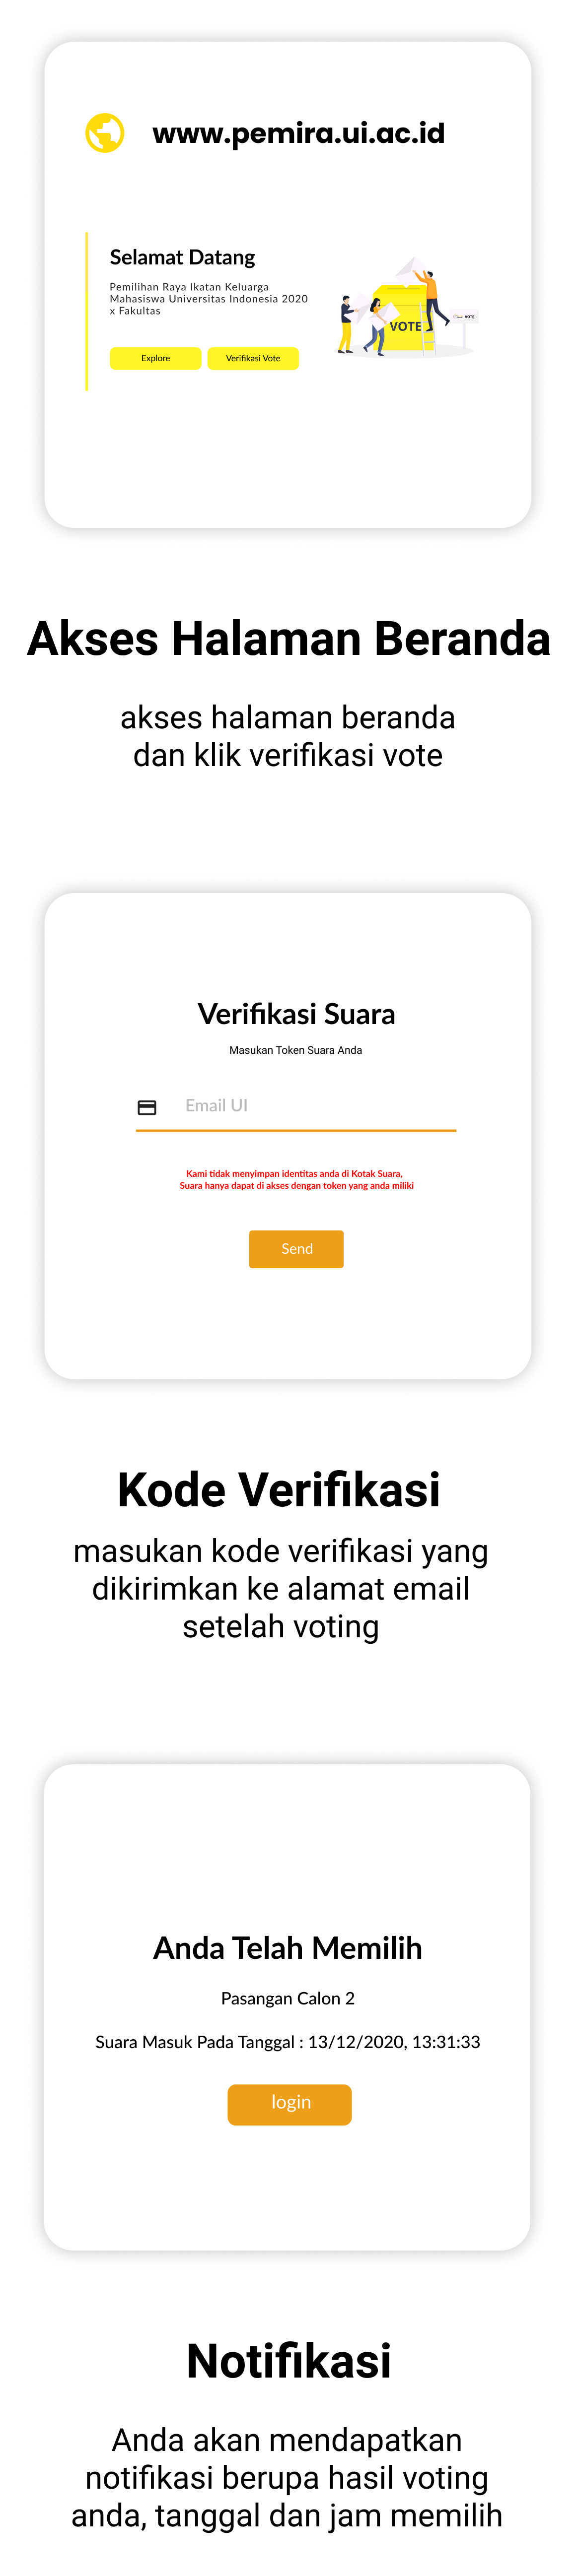 www.pemira.ui.ac.id
Selamat Datang
Pemilihan Raya Ikatan Keluarga
Mahasiswa Universitas Indonesia 2020
x Fakultas
Explore
Verifikasi Vote
VOTE
VOTE
Akses Halaman Beranda
akses halaman beranda
dan klik verifikasi vote
Verifikasi Suara
Masukan Token Suara Anda
Email UI
Kami tidak menyimpan identitas anda di Kotak Suara,
Suara hanya dapat di akses dengan token yang anda miliki
Send
Kode Verifikasi
masukan kode verifikasi yang
dikirimkan ke alamat email
setelah voting
Anda Telah Memilih
Pasangan Calon 2
Suara Masuk Pada Tanggal : 13/12/2020, 13:31:33
login
Notifikasi
Anda akan mendapatkan
notifikasi berupa hasil voting
anda, tanggal dan jam memilih